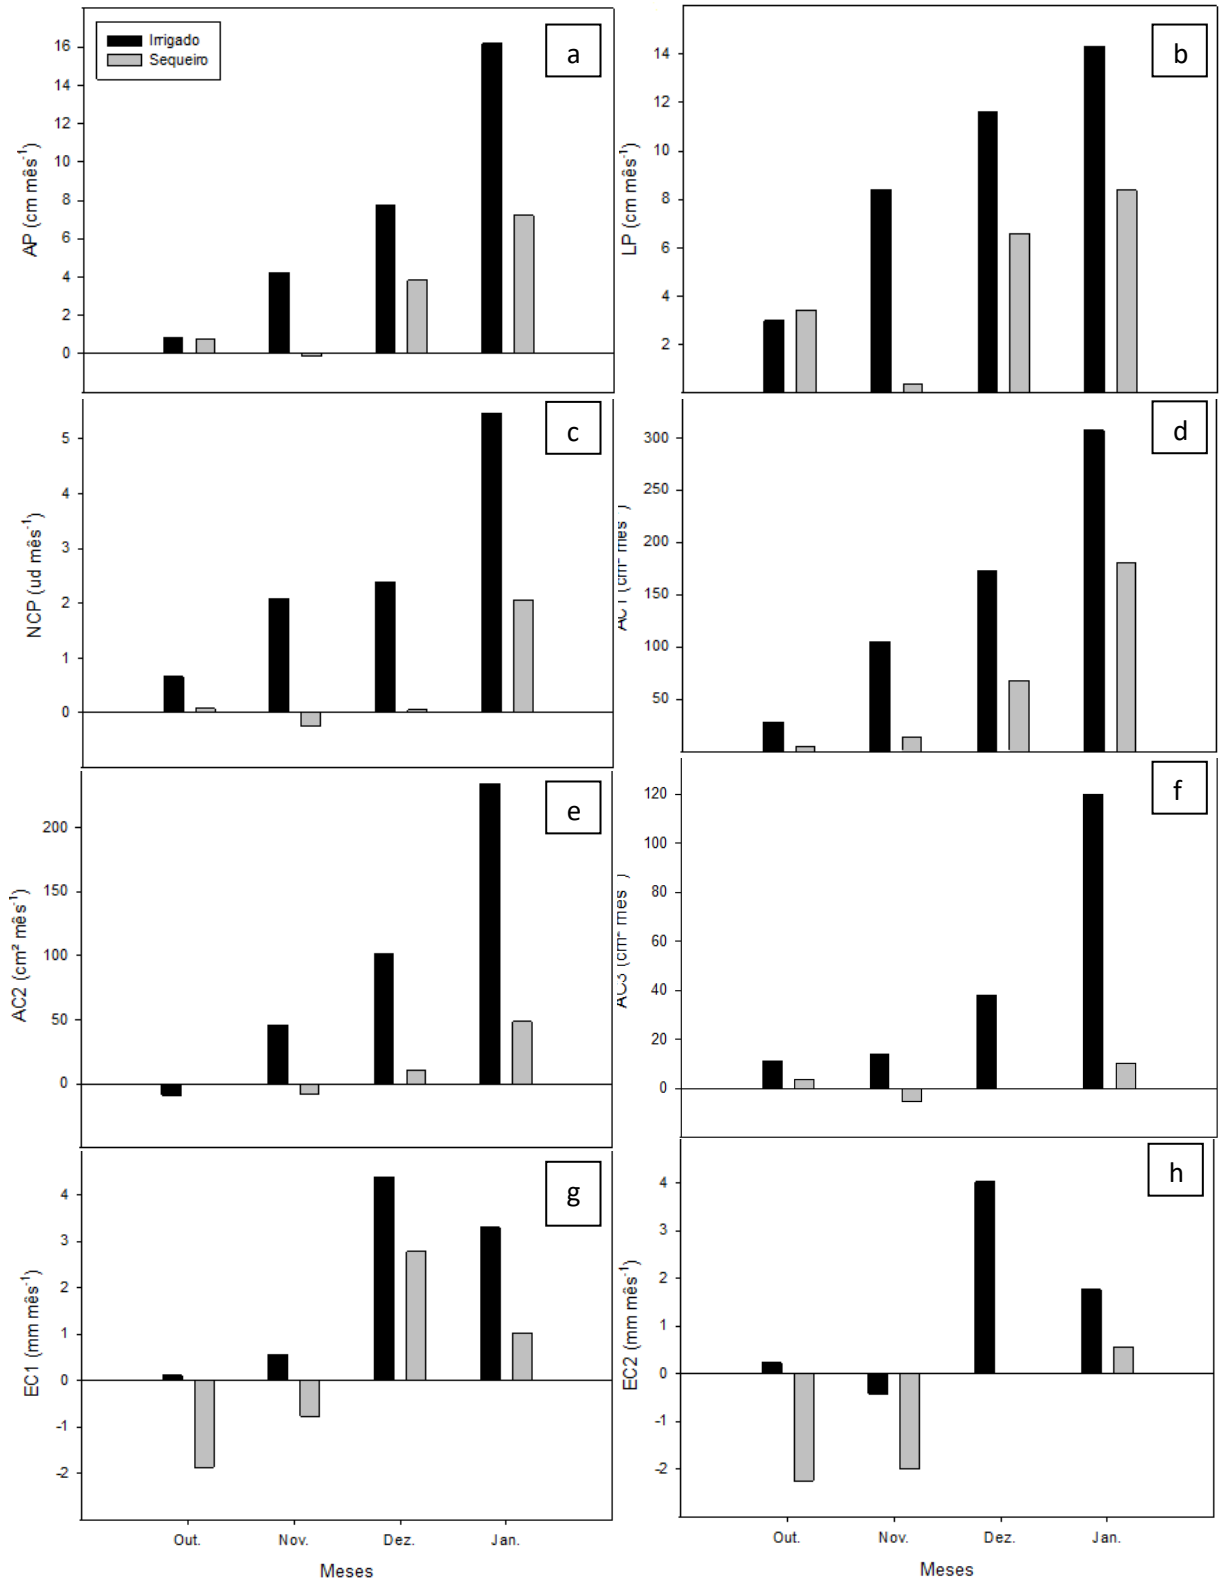 Irrigado
Sequeiro
a
16
14
12
10
8
6
4
2
0
AP (cm mês-1)
b
14
12
10
8
6
4
2
LP (cm mês-1)
c
5
4
3
2
1
0
NCP (ud mês-1)
d
300
250
200
150
100
50
e
200
150
100
50
0
AC2 (cm² mês-1)
f
120
100
80
60
40
20
0
g
4
3
2
1
0
-1
-2
EC1 (mm mês-1)
Out.
Nov.
Dez.
Jan.
Meses
h
4
3
2
1
0
-1
-2
EC2 (mm mês-1)
Out.
Nov.
Dez.
Jan.
Meses